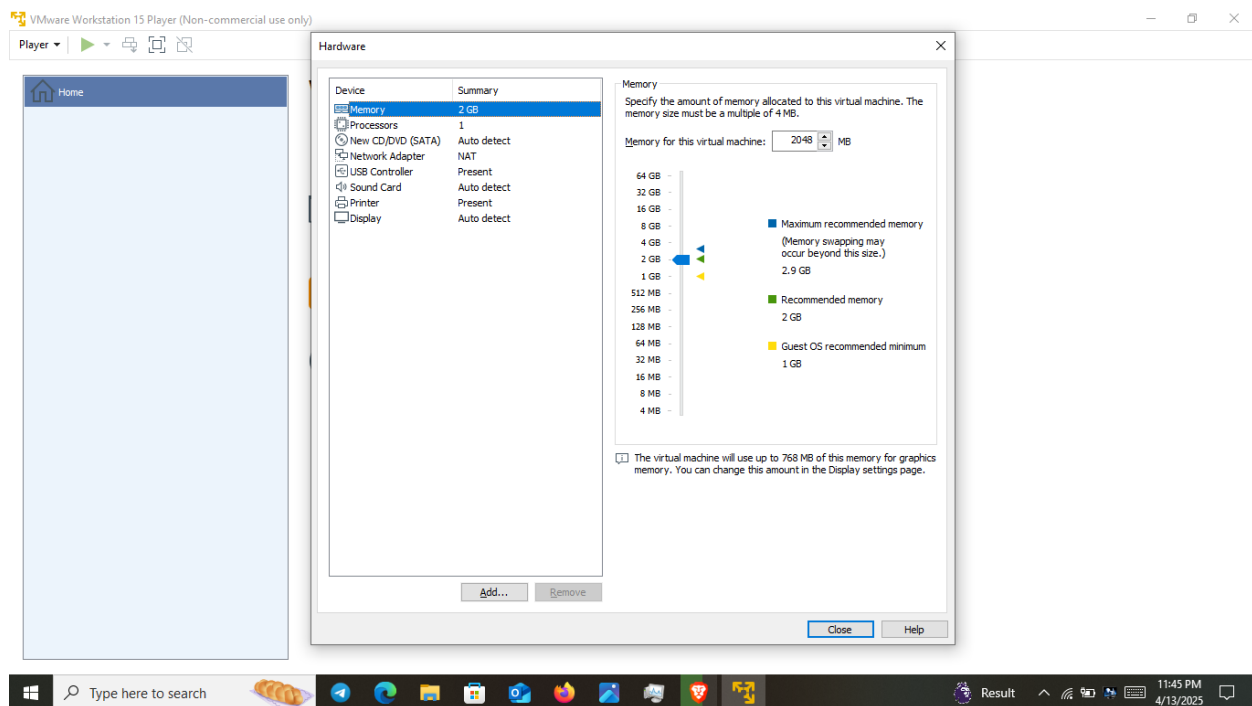 VMware Workstation 15 Player (Non-commercial use only)
Player
Home
Hardware
Device Summary
Memory 2 GB
Processors 1
New CD/DVD (SATA) Auto detect
Network Adapter NAT
USB Controller Present
Sound Card Auto detect
Printer Present
Display Auto detect
Add...
Remove
Memory
Specify the amount of memory allocated to this virtual machine. The
memory size must be a multiple of 4 MB.
Memory for this virtual machine: 2048 MB
64 GB
32 GB
16 GB
8 GB
4 GB
2 GB
1 GB
512 MB
256 MB
128 MB
64 MB
32 MB
16 MB
8 MB
4 MB
Maximum recommended memory
(Memory swapping may
occur beyond this size.)
2.9 GB
Recommended memory
2 GB
Guest OS recommended minimum
1 GB
The virtual machine will use up to 768 MB of this memory for graphics
memory. You can change this amount in the Display settings page.
Close
Help
Type here to search
Result
11:45 PM
4/13/2025